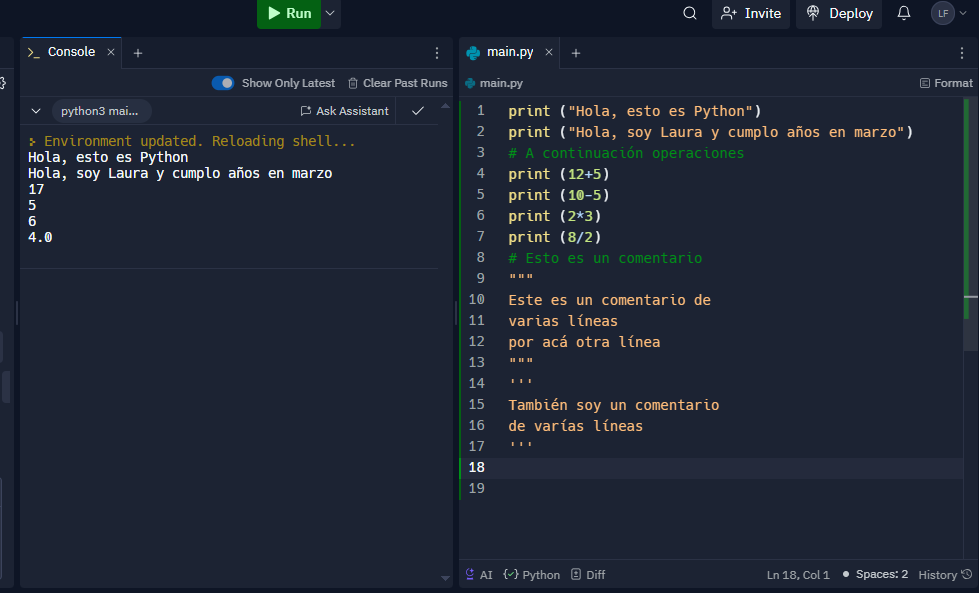 Run
Invite
Deploy
LF
Console
Show Only Latest
Clear Past Runs
python3 mai...
Ask Assistant
Environment updated. Reloading shell...
Hola, esto es Python
Hola, soy Laura y cumplo años en marzo
17
5
6
4.0
main.py
main.py
Format
1 print ("Hola, esto es Python")
2 print ("Hola, soy Laura y cumplo años en marzo")
3 # A continuación operaciones
4 print (12+5)
5 print (10-5)
6 print (2*3)
7 print (8/2)
8 # Esto es un comentario
9 """
10 Este es un comentario de
11 varias líneas
12 por acá otra línea
13 """
14 '''
15 También soy un comentario
16 de varías líneas
17 '''
18
19
AI
Python
Diff
Ln 18, Col 1
Spaces: 2
History